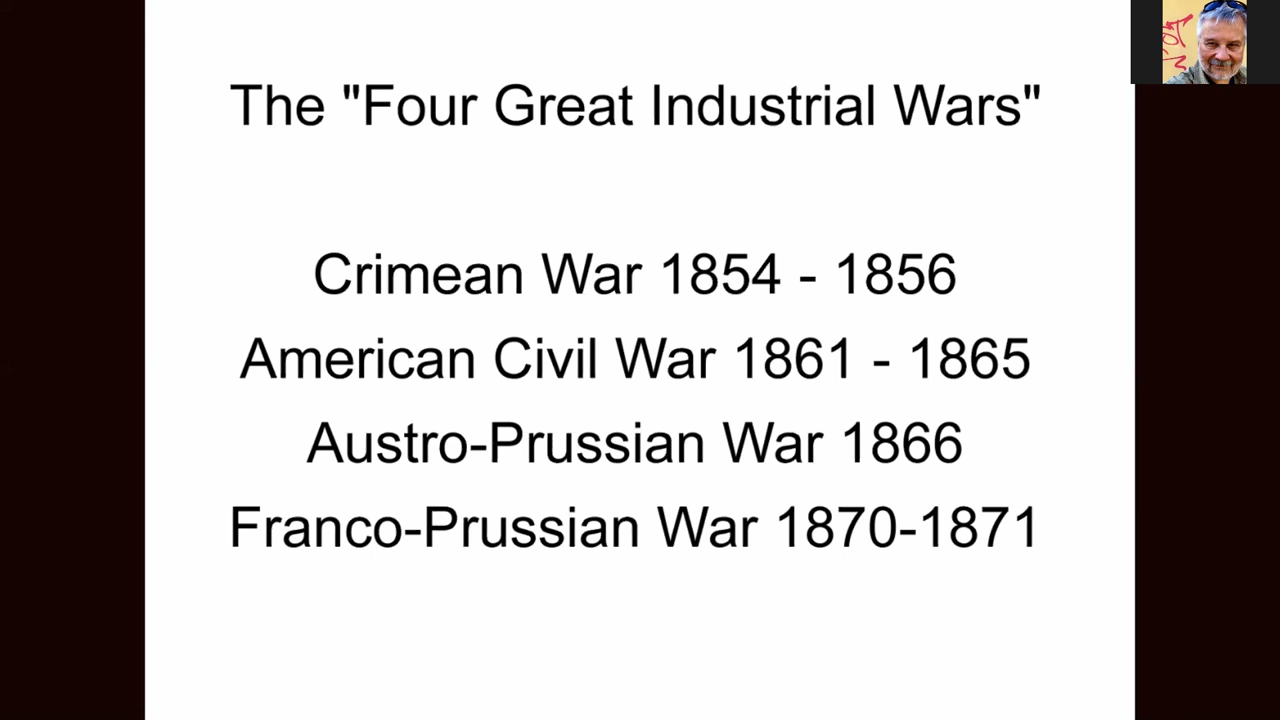 The "Four Great Industrial Wars"
Crimean War 1854 - 1856
American Civil War 1861 - 1865
Austro-Prussian War 1866
Franco-Prussian War 1870-1871